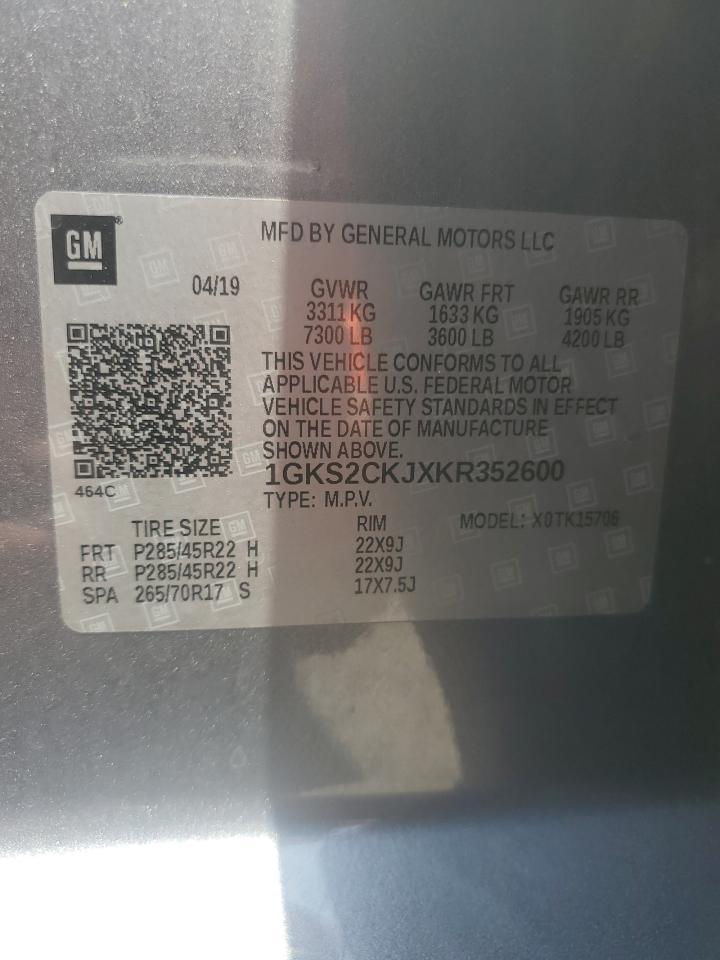 GM®
MFD BY GENERAL MOTORS LLC
04/19
GVWR GAWR FRT GAWR RR
3311 KG 1633 KG 1905 KG
7300 LB 3600 LB 4200 LB
THIS VEHICLE CONFORMS TO ALL
APPLICABLE U.S. FEDERAL MOTOR
VEHICLE SAFETY STANDARDS IN EFFECT
ON THE DATE OF MANUFACTURE
SHOWN ABOVE.
1GKS2CKJXKR352600
464C
TYPE: M.P.V.
TIRE SIZE RIM MODEL: X0TK15706
FRT P285/45R22 H 22X9J
RR P285/45R22 H 22X9J
SPA 265/70R17 S 17X7.5J